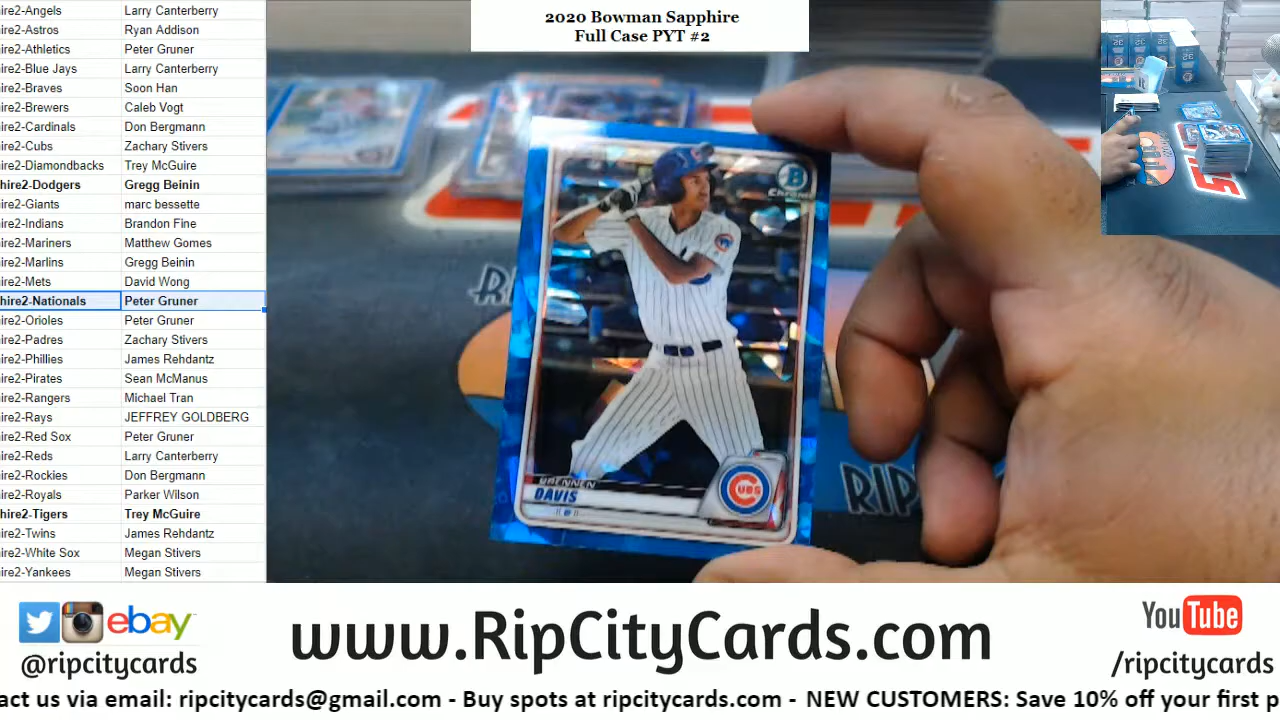 2020 Bowman Sapphire
Full Case PYT #2
ire2-Angels Larry Canterberry
ire2-Astros Ryan Addison
ire2-Athletics Peter Gruner
ire2-Blue Jays Larry Canterberry
ire2-Braves Soon Han
ire2-Brewers Caleb Vogt
ire2-Cardinals Don Bergmann
ire2-Cubs Zachary Stivers
ire2-Diamondbacks Trey McGuire
hire2-Dodgers Gregg Beinin
ire2-Giants marc bessette
ire2-Indians Brandon Fine
ire2-Mariners Matthew Gomes
ire2-Marlins Gregg Beinin
ire2-Mets David Wong
hire2-Nationals Peter Gruner
ire2-Orioles Peter Gruner
ire2-Padres Zachary Stivers
ire2-Phillies James Rehdantz
ire2-Pirates Sean McManus
ire2-Rangers Michael Tran
ire2-Rays JEFFREY GOLDBERG
ire2-Red Sox Peter Gruner
ire2-Reds Larry Canterberry
ire2-Rockies Don Bergmann
ire2-Royals Parker Wilson
hire2-Tigers Trey McGuire
ire2-Twins James Rehdantz
ire2-White Sox Megan Stivers
ire2-Yankees Megan Stivers
B
Chrome
BRENNEN
DAVIS
CUBS
RIP
ebay
@ripcitycards
www.RipCityCards.com
YouTube
/ripcitycards
act us via email: ripcitycards@gmail.com - Buy spots at ripcitycards.com - NEW CUSTOMERS: Save 10% off your first p